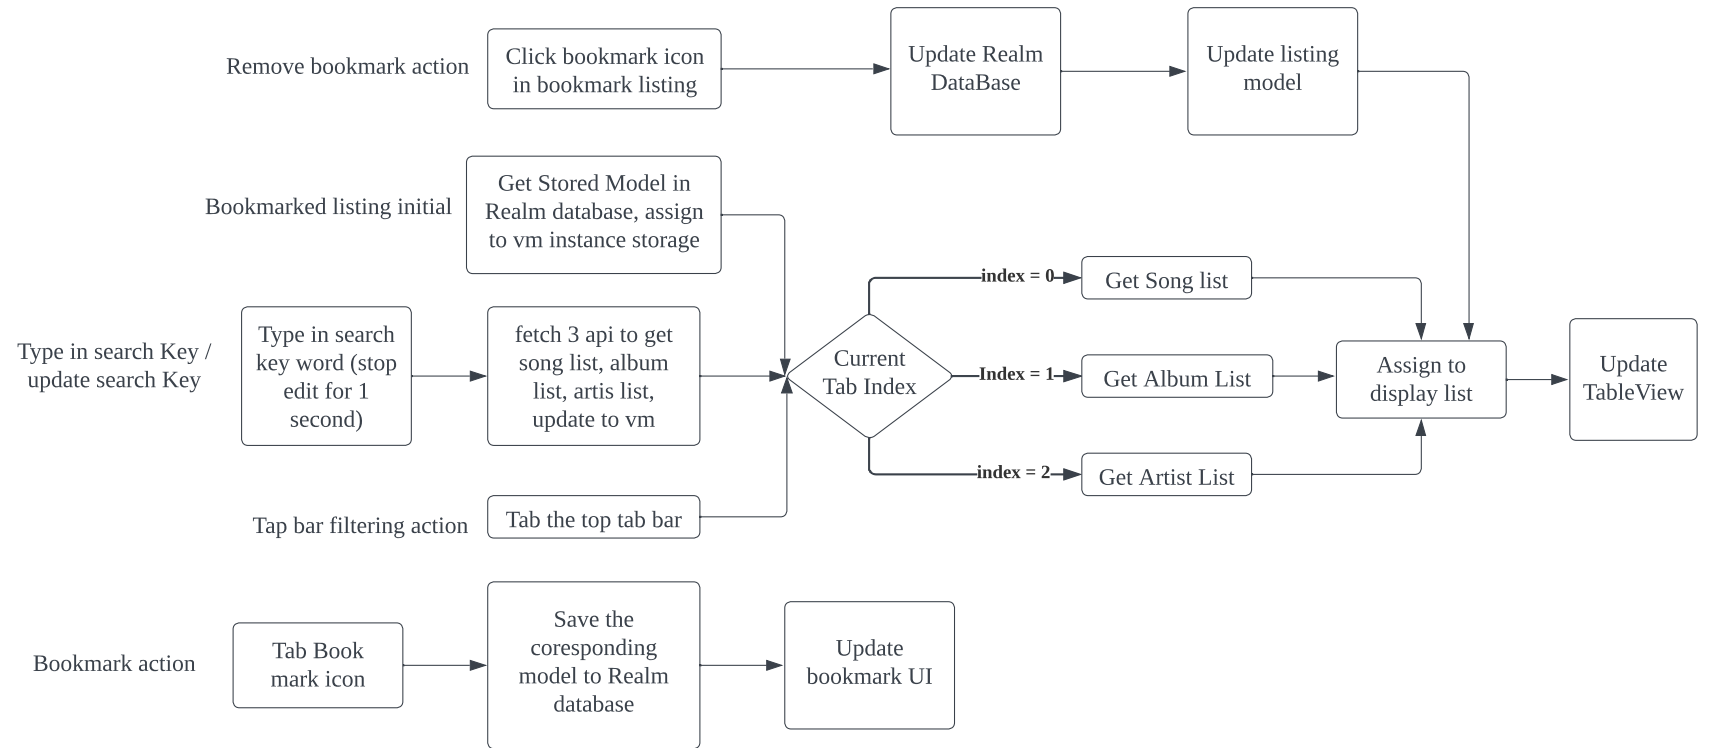 Remove bookmark action
Click bookmark icon
in bookmark listing
Update Realm
DataBase
Update listing
model
Bookmarked listing initial
Get Stored Model in
Realm database, assign
to vm instance storage
Type in search Key /
update search Key
Type in search
key word (stop
edit for 1
second)
fetch 3 api to get
song list, album
list, artis list,
update to vm
Current
Tab Index
index = 0
Get Song list
Index = 1
Get Album List
index = 2
Get Artist List
Assign to
display list
Update
TableView
Tap bar filtering action
Tab the top tab bar
Bookmark action
Tab Book
mark icon
Save the
coresponding
model to Realm
database
Update
bookmark UI